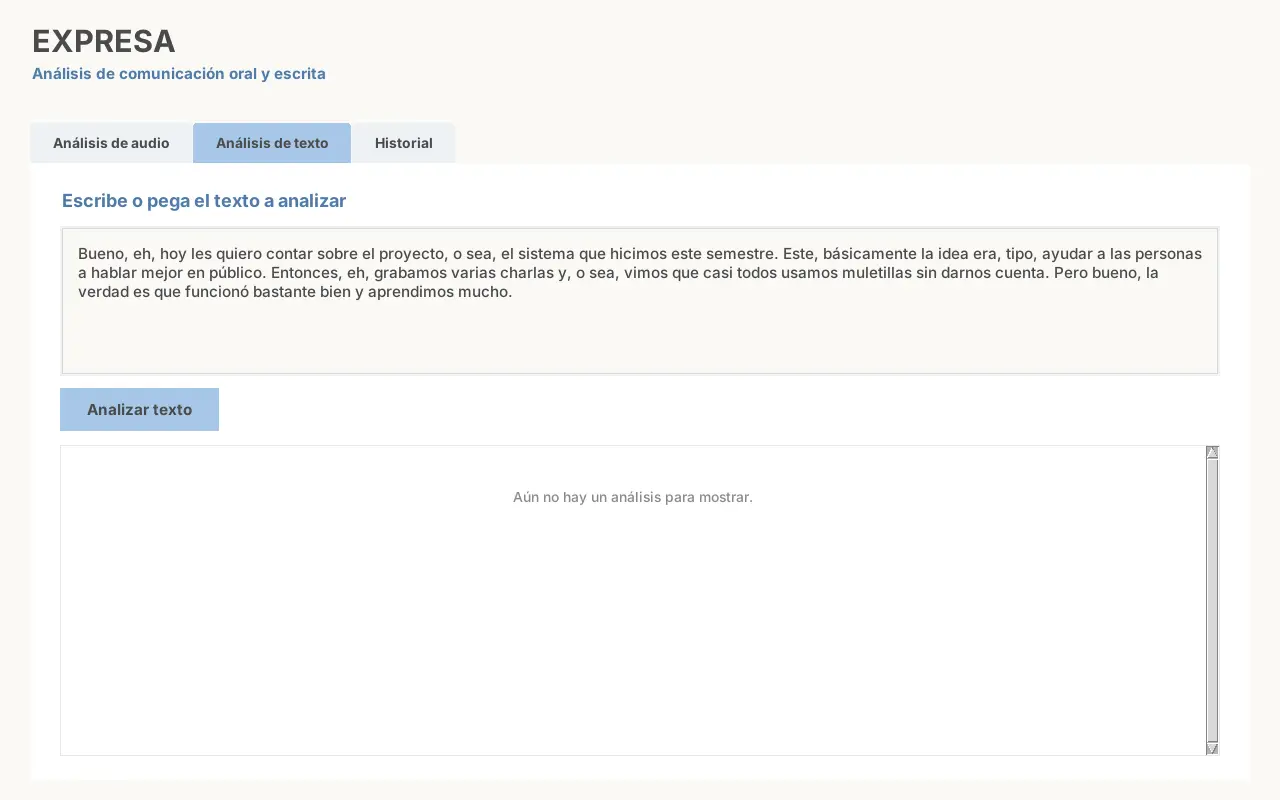 EXPRESA
Análisis de comunicación oral y escrita
Análisis de audio
Análisis de texto
Historial
Escribe o pega el texto a analizar
Bueno, eh, hoy les quiero contar sobre el proyecto, o sea, el sistema que hicimos este semestre. Este, básicamente la idea era, tipo, ayudar a las personas
a hablar mejor en público. Entonces, eh, grabamos varias charlas y, o sea, vimos que casi todos usamos muletillas sin darnos cuenta. Pero bueno, la
verdad es que funcionó bastante bien y aprendimos mucho.
Analizar texto
Aún no hay un análisis para mostrar.